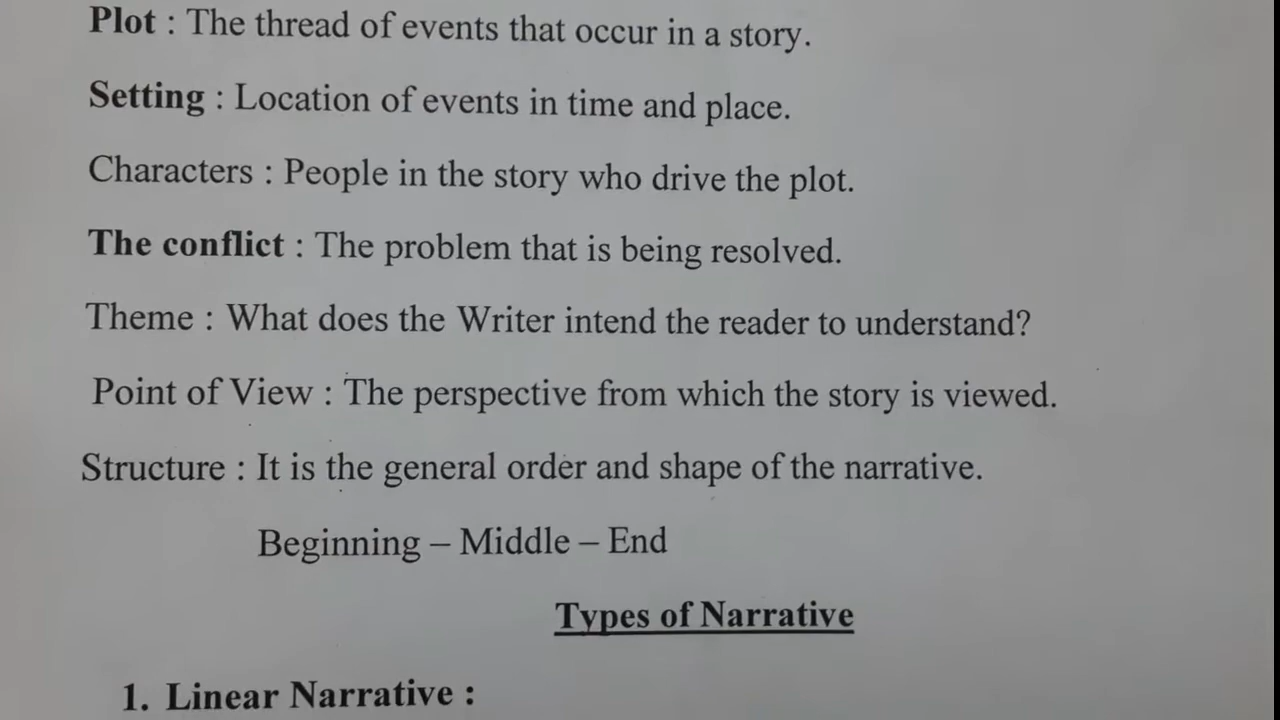 Plot : The thread of events that occur in a story.
Setting : Location of events in time and place.
Characters : People in the story who drive the plot.
The conflict : The problem that is being resolved.
Theme : What does the Writer intend the reader to understand?
Point of View : The perspective from which the story is viewed.
Structure : It is the general order and shape of the narrative.
Beginning – Middle – End
Types of Narrative
1. Linear Narrative :